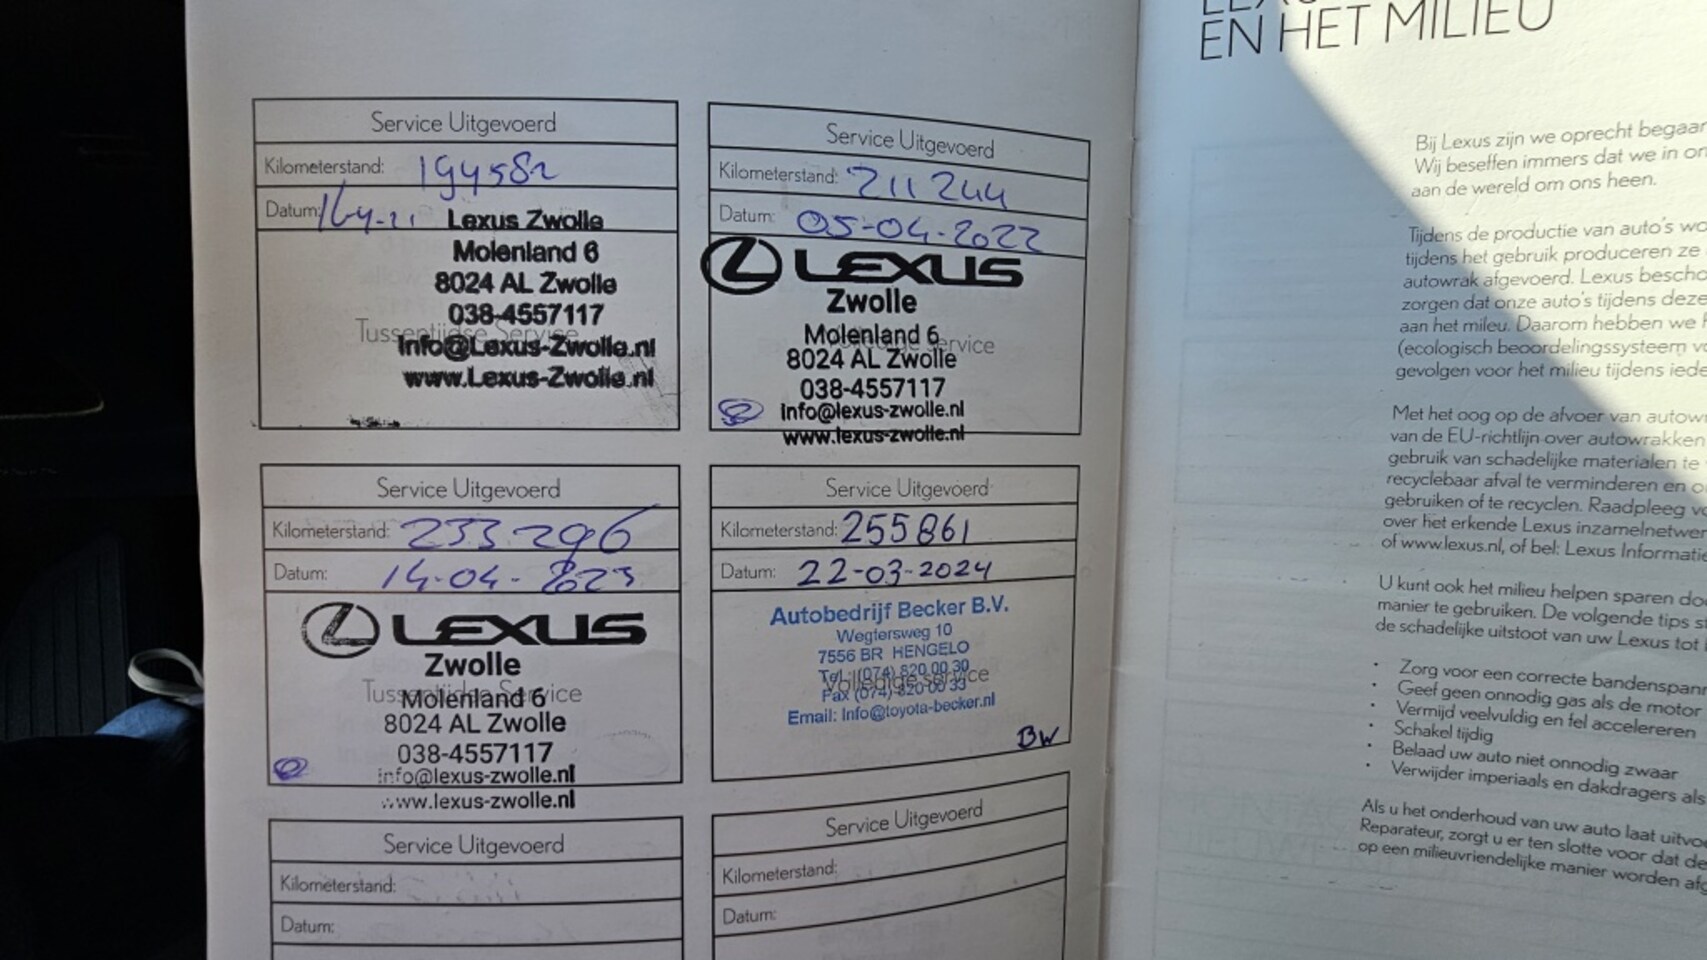 Service Uitgevoerd
Kilometerstand: 194582
Datum: 16-4-21
Lexus Zwolle
Molenland 6
8024 AL Zwolle
038-4557117
Tussentijdse Service
Info@Lexus-Zwolle.nl
www.Lexus-Zwolle.nl
Service Uitgevoerd
Kilometerstand: 211244
Datum: 05-04-2022
LEXUS
Zwolle
Molenland 6
Service
8024 AL Zwolle
038-4557117
Info@lexus-zwolle.nl
www.lexus-zwolle.nl
Service Uitgevoerd
Kilometerstand: 233296
Datum: 14-04-2023
LEXUS
Zwolle
Tussentijdse Service
Molenland 6
8024 AL Zwolle
038-4557117
info@lexus-zwolle.nl
www.lexus-zwolle.nl
Service Uitgevoerd
Kilometerstand: 255861
Datum: 22-03-2024
Autobedrijf Becker B.V.
Wegtersweg 10
7556 BR HENGELO
Tel.: (074) 820 00 30
Volledige service
Fax (074) 820 00 33
Email: Info@toyota-becker.nl
BW
Service Uitgevoerd
Kilometerstand:
Datum:
Service Uitgevoerd
Kilometerstand:
Datum:
EN HET MILIEU
Bij Lexus zijn we oprecht begaan
Wij beseffen immers dat we in
aan de wereld om ons heen.
Tijdens de productie van auto's
tijdens het gebruik produceren ze
autowrak afgevoerd. Lexus
zorgen dat onze auto's tijdens deze
aan het mileu. Daarom hebben we
(ecologisch beoordelingssysteem
gevolgen voor het milieu tijdens
Met het oog op de afvoer van
van de EU-richtlijn over autowrakken
gebruik van schadelijke materialen te
recyclebaar afval te verminderen en
gebruiken of te recyclen. Raadpleeg
over het erkende Lexus
of www.lexus.nl, of bel: Lexus
U kunt ook het milieu helpen sparen
manier te gebruiken. De volgende tips
de schadelijke uitstoot van uw Lexus tot
• Zorg voor een correcte
• Geef geen onnodig gas als de motor
• Vermijd veelvuldig en fel accelereren
• Schakel tijdig
• Belaad uw auto niet onnodig zwaar
• Verwijder imperiaals en dakdragers als
Als u het onderhoud van uw auto laat
Reparateur, zorgt u er ten slotte voor dat
op een milieuvriendelijke manier worden